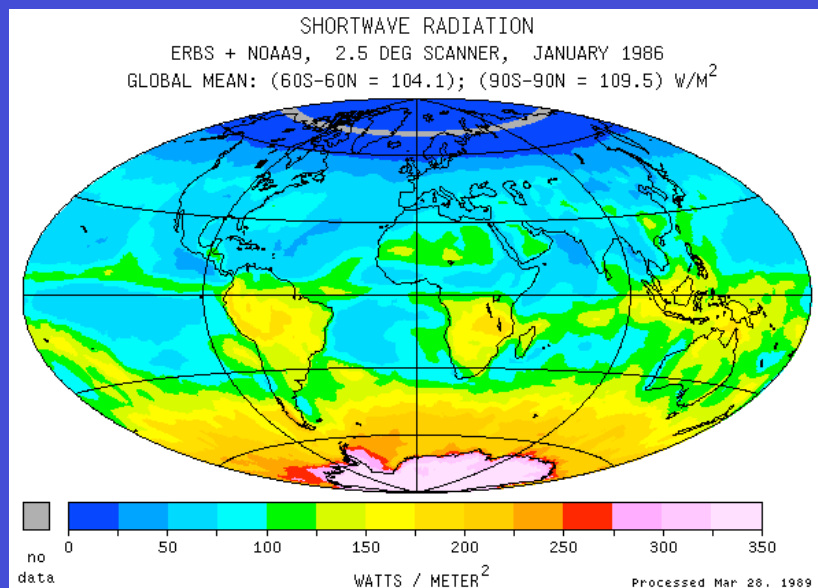 SHORTWAVE RADIATION
ERBS + NOAA9, 2.5 DEG SCANNER, JANUARY 1986
GLOBAL MEAN: (60S-60N = 104.1); (90S-90N = 109.5) W/M²
0 50 100 150 200 250 300 350
no
data
WATTS / METER²
Processed Mar 28, 1989